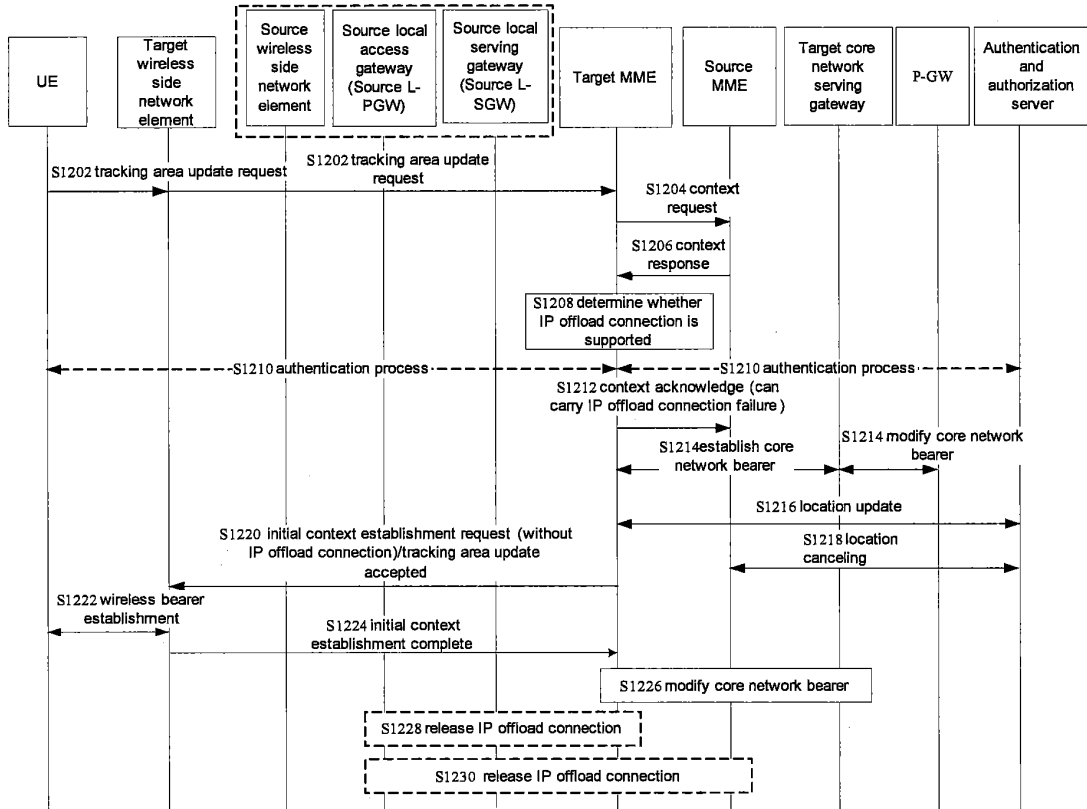 UE
Target
wireless
side
network
element
Source
wireless
side
network
element
Source local
access
gateway
(Source L-
PGW)
Source local
serving
gateway
(Source L-
SGW)
Target MME
Source
MME
Target core
network
serving
gateway
P-GW
Authentication
and
authorization
server
S1202 tracking area update request
S1202 tracking area update
request
S1204 context
request
S1206 context
response
S1208 determine whether
IP offload connection is
supported
S1210 authentication process
S1210 authentication process
S1212 context acknowledge (can
carry IP offload connection failure)
S1214establish core
network bearer
S1214 modify core network
bearer
S1216 location update
S1218 location
canceling
S1220 initial context establishment request (without
IP offload connection)/tracking area update
accepted
S1222 wireless bearer
establishment
S1224 initial context
establishment complete
S1226 modify core network bearer
S1228 release IP offload connection
S1230 release IP offload connection